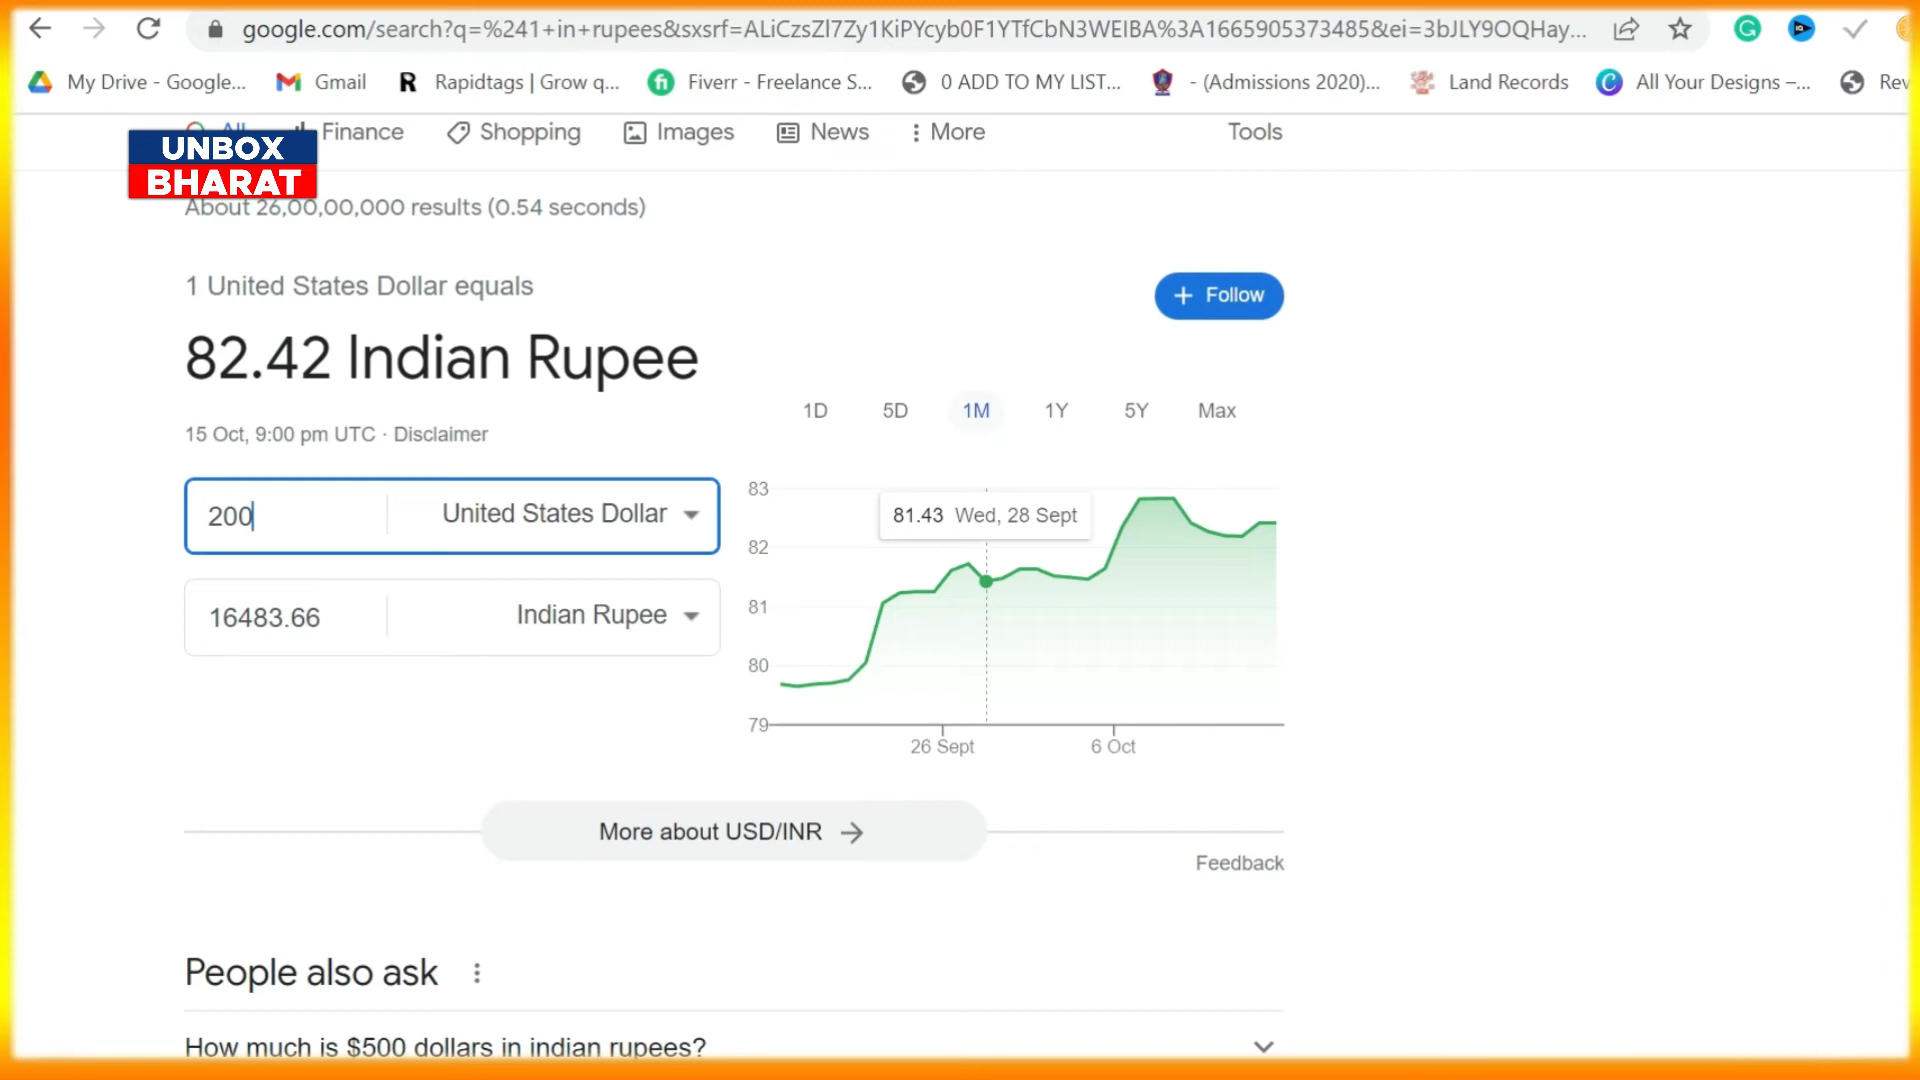 google.com/search?q=%241+in+rupees&sxsrf=ALiCzsZl7Zy1KiPYcyb0F1YTfCbN3WEIBA%3A1665905373485&ei=3bJLY9OQHay...
My Drive - Google... Gmail Rapidtags | Grow q... Fiverr - Freelance S... 0 ADD TO MY LIST... - (Admissions 2020)... Land Records All Your Designs –... Rev
All Finance Shopping Images News More Tools
UNBOX
BHARAT
About 26,00,00,000 results (0.54 seconds)
1 United States Dollar equals
+ Follow
82.42 Indian Rupee
1D 5D 1M 1Y 5Y Max
15 Oct, 9:00 pm UTC · Disclaimer
200 United States Dollar
16483.66 Indian Rupee
83
81.43 Wed, 28 Sept
82
81
80
79
26 Sept 6 Oct
More about USD/INR
Feedback
People also ask
How much is $500 dollars in indian rupees?